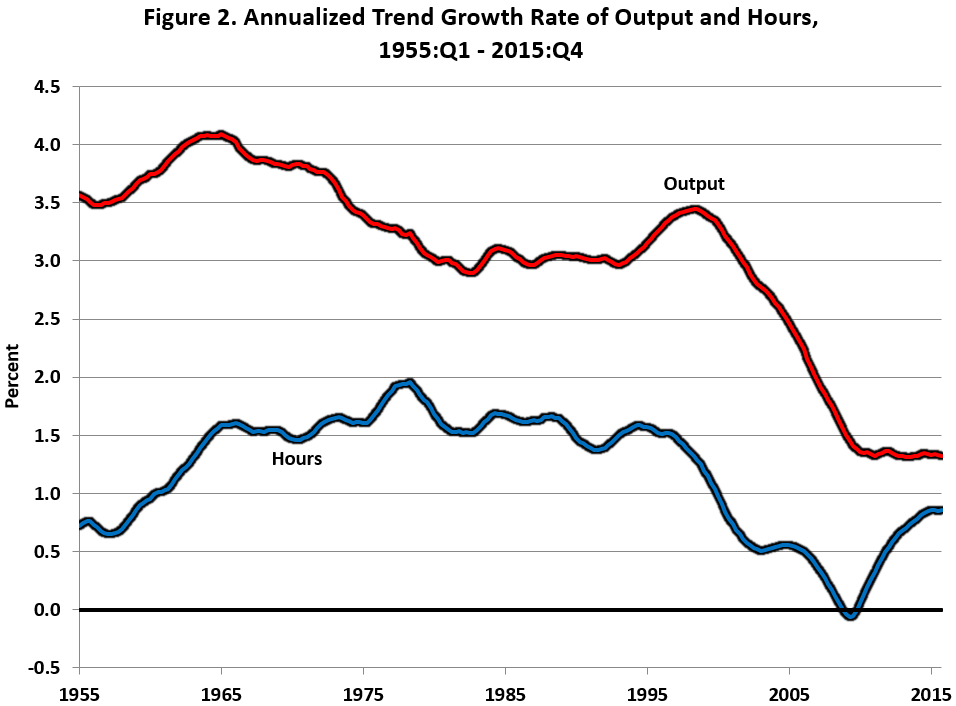 Figure 2. Annualized Trend Growth Rate of Output and Hours,
1955:Q1 - 2015:Q4
4.5
4.0
3.5
3.0
2.5
2.0
1.5
1.0
0.5
0.0
-0.5
Percent
Output
Hours
1955 1965 1975 1985 1995 2005 2015